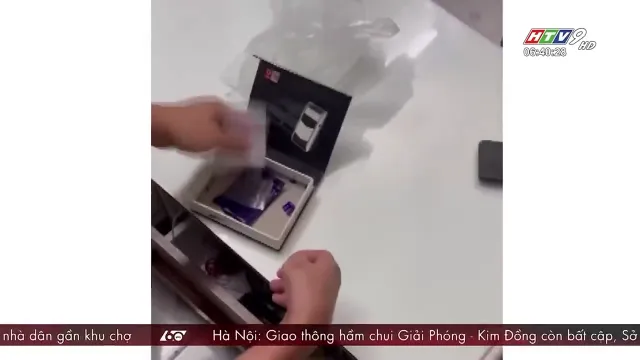 HTV9 HD
06:40:28
nhà dân gần khu chợ 60 Hà Nội: Giao thông hầm chui Giải Phóng - Kim Đồng còn bất cập, Sở